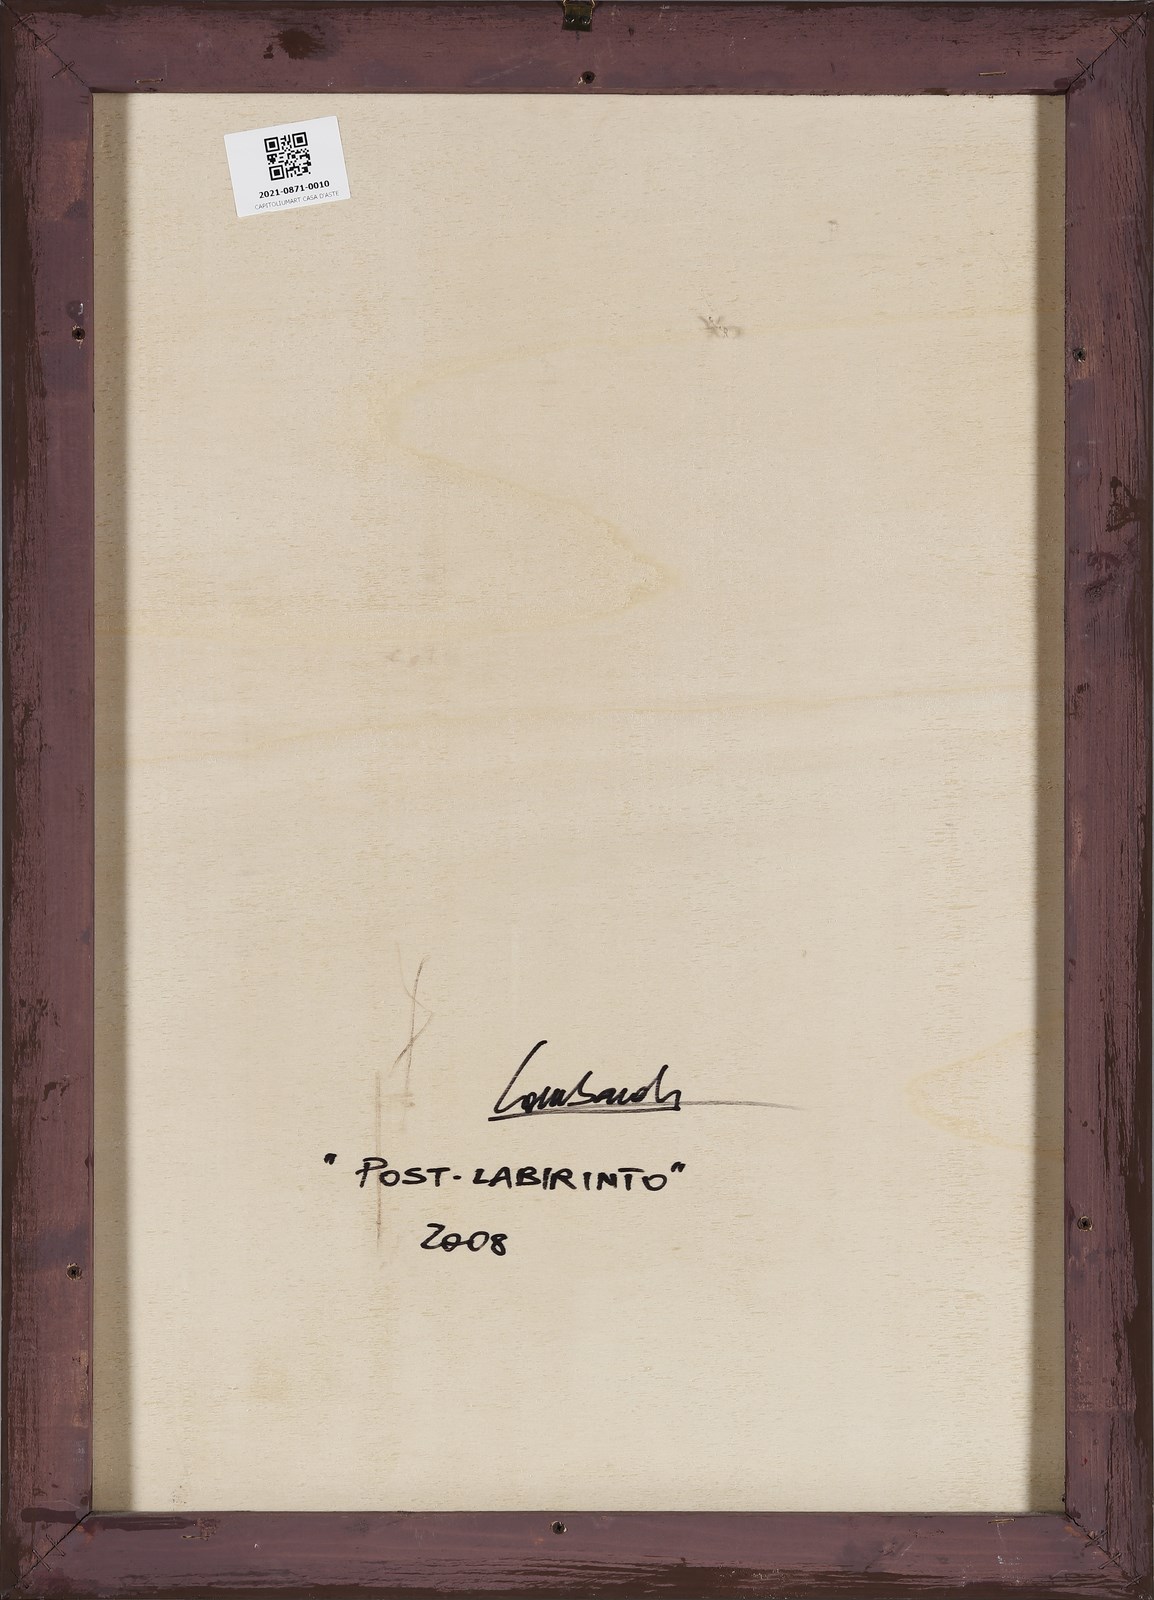 2021-0871-0010
CAPITOLIUMART CASA D'ASTE
Lombardi
"POST-LABIRINTO"
2008